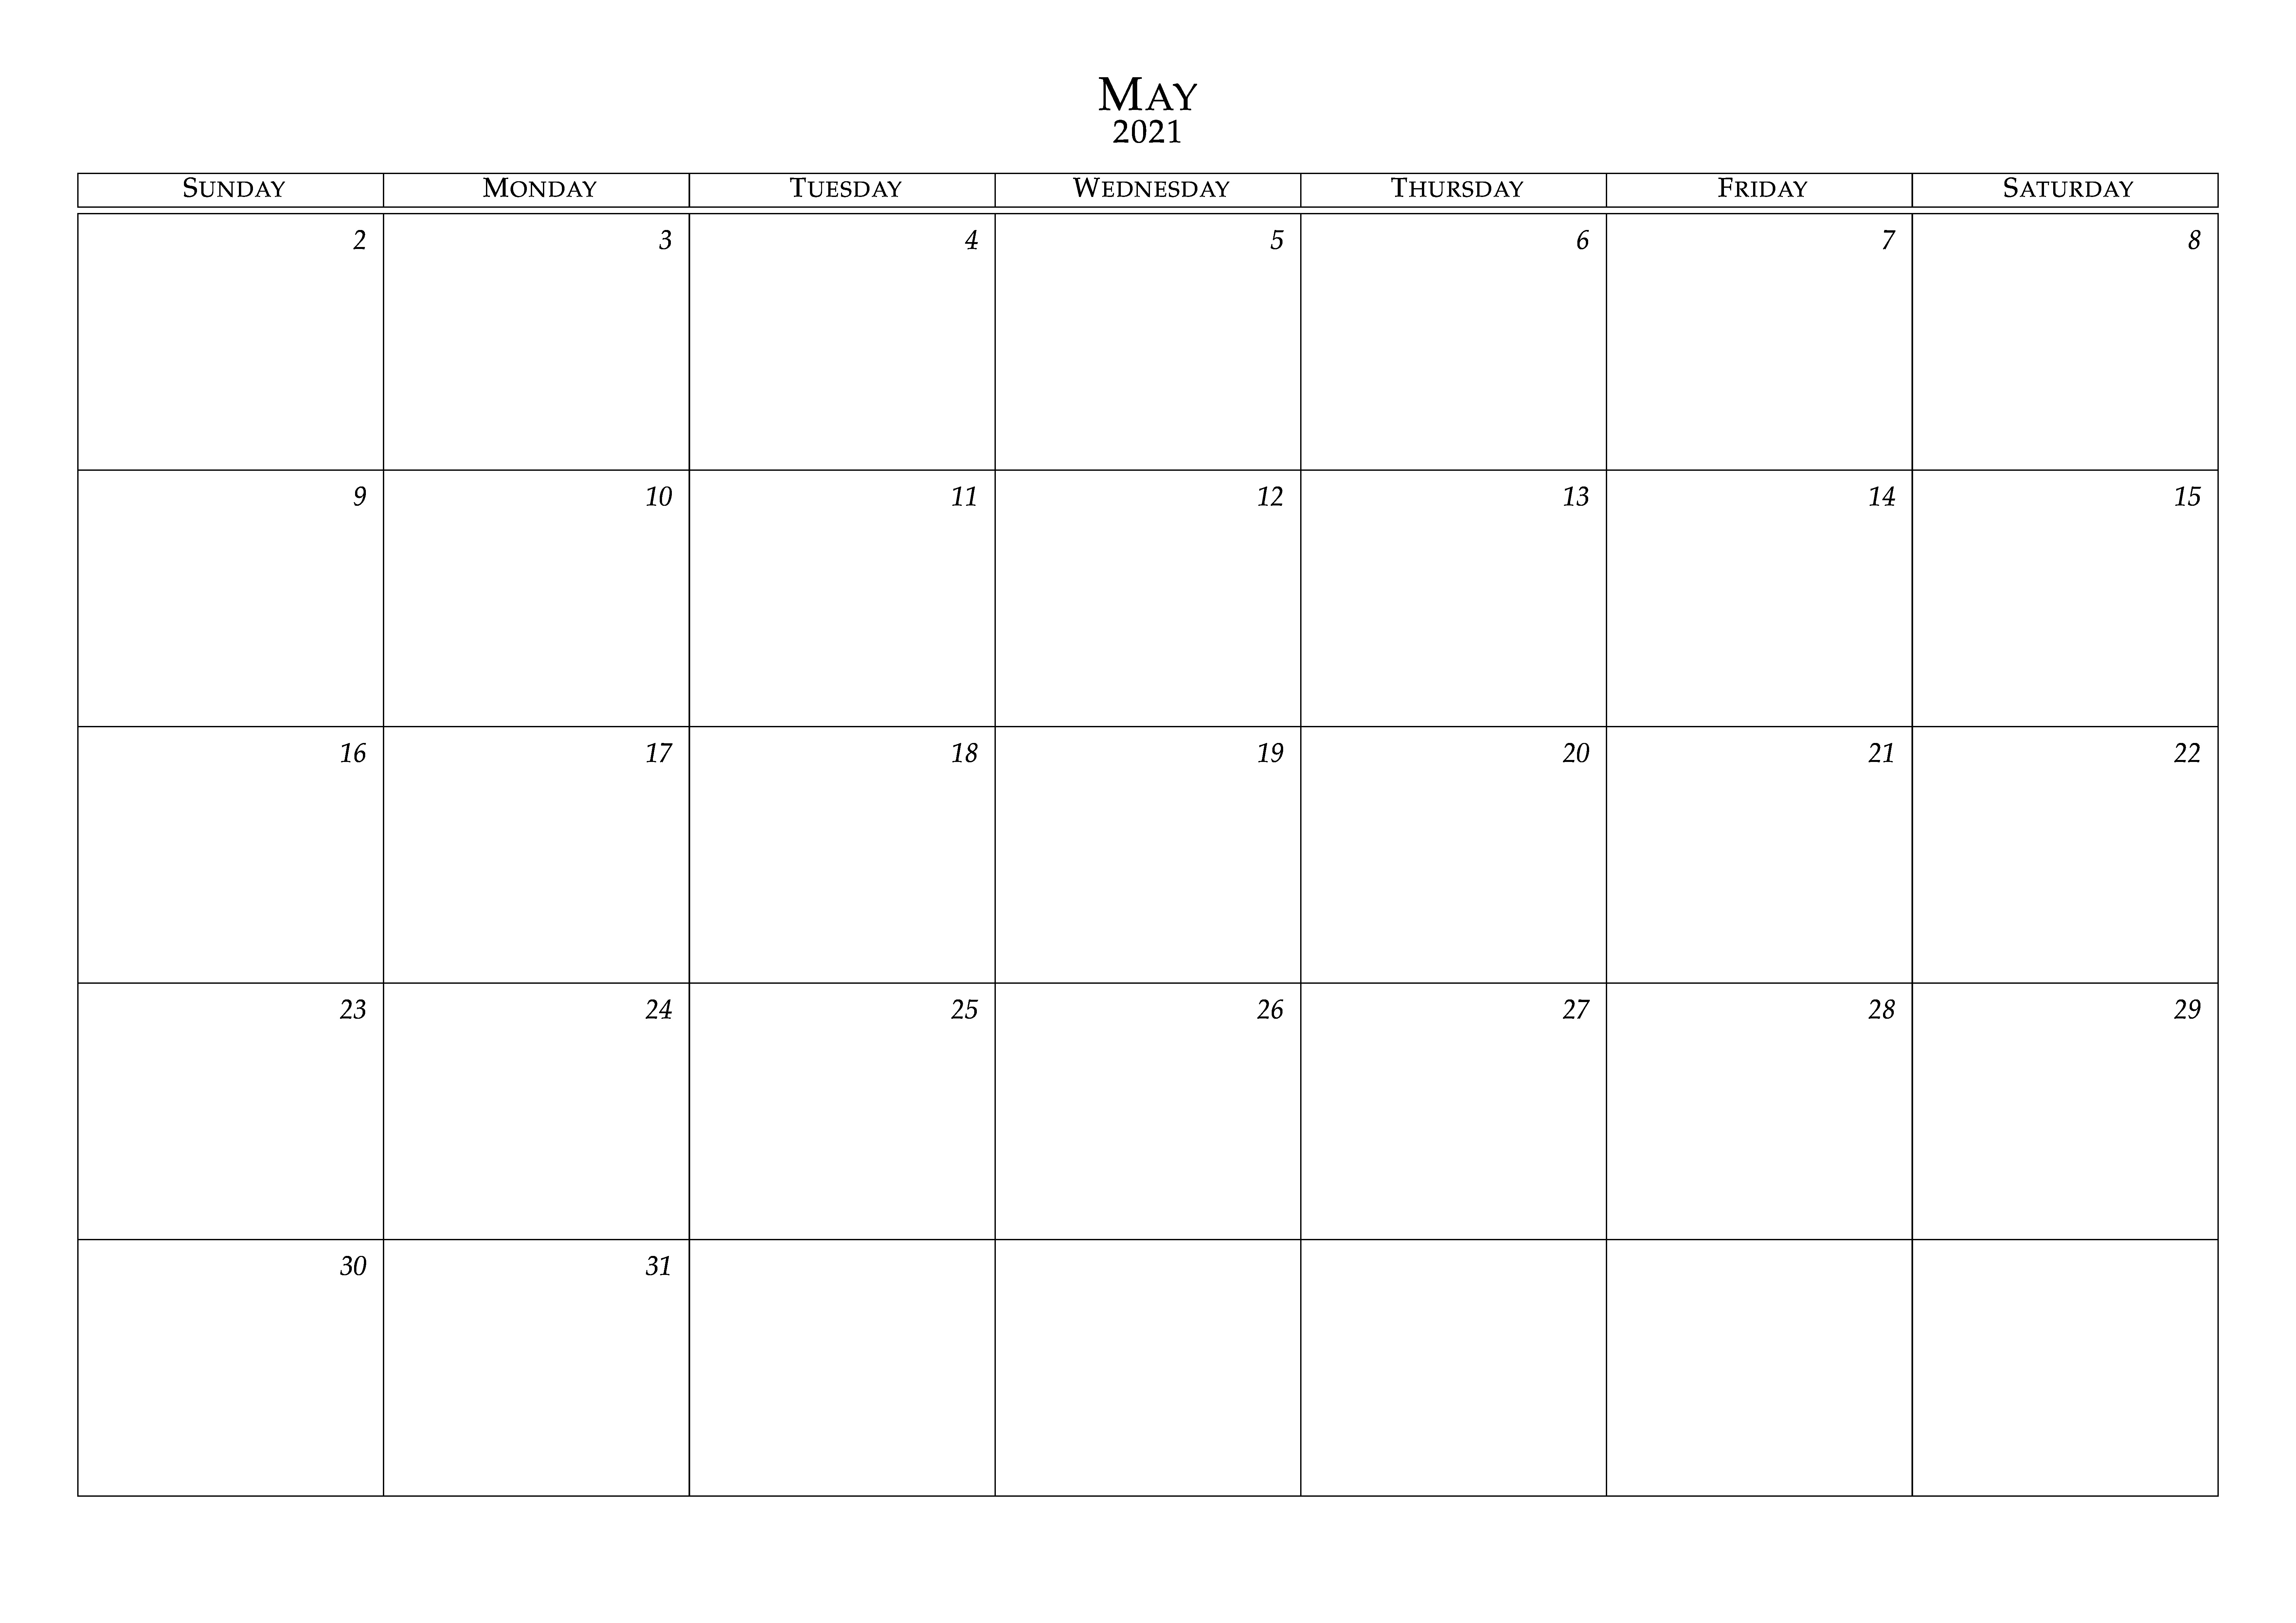 May
2021
Sunday Monday Tuesday Wednesday Thursday Friday Saturday
2 3 4 5 6 7 8
9 10 11 12 13 14 15
16 17 18 19 20 21 22
23 24 25 26 27 28 29
30 31